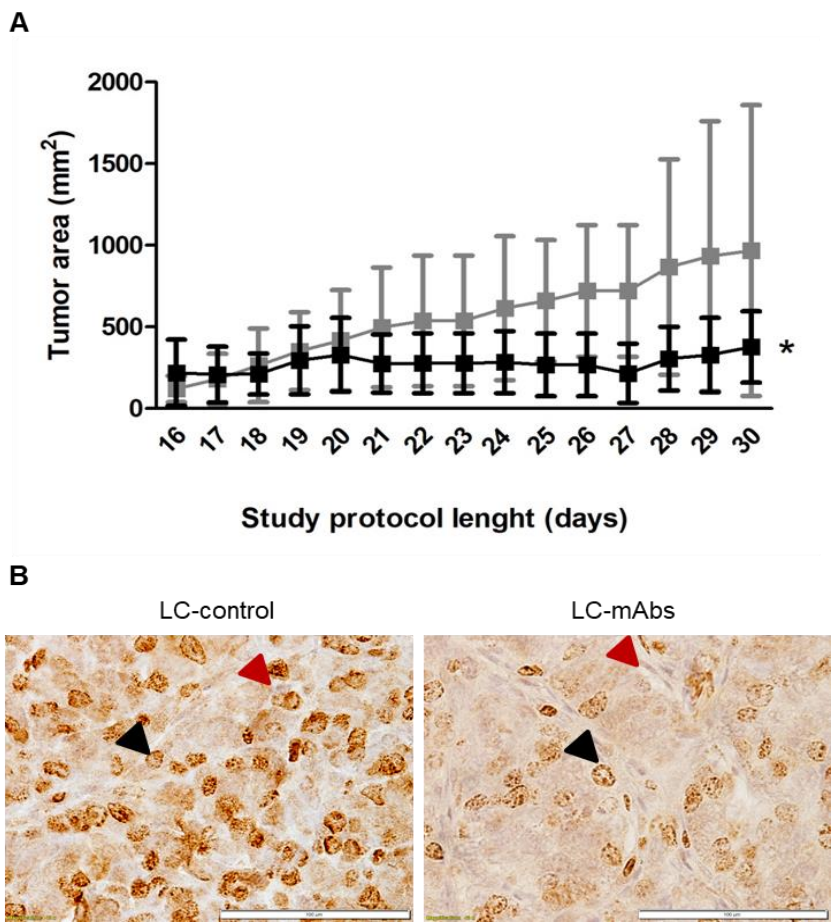 A
2000
1500
1000
500
0
Tumor area (mm²)
*
16 17 18 19 20 21 22 23 24 25 26 27 28 29 30
Study protocol lenght (days)
B
LC-control LC-mAbs
100 μm 100 μm